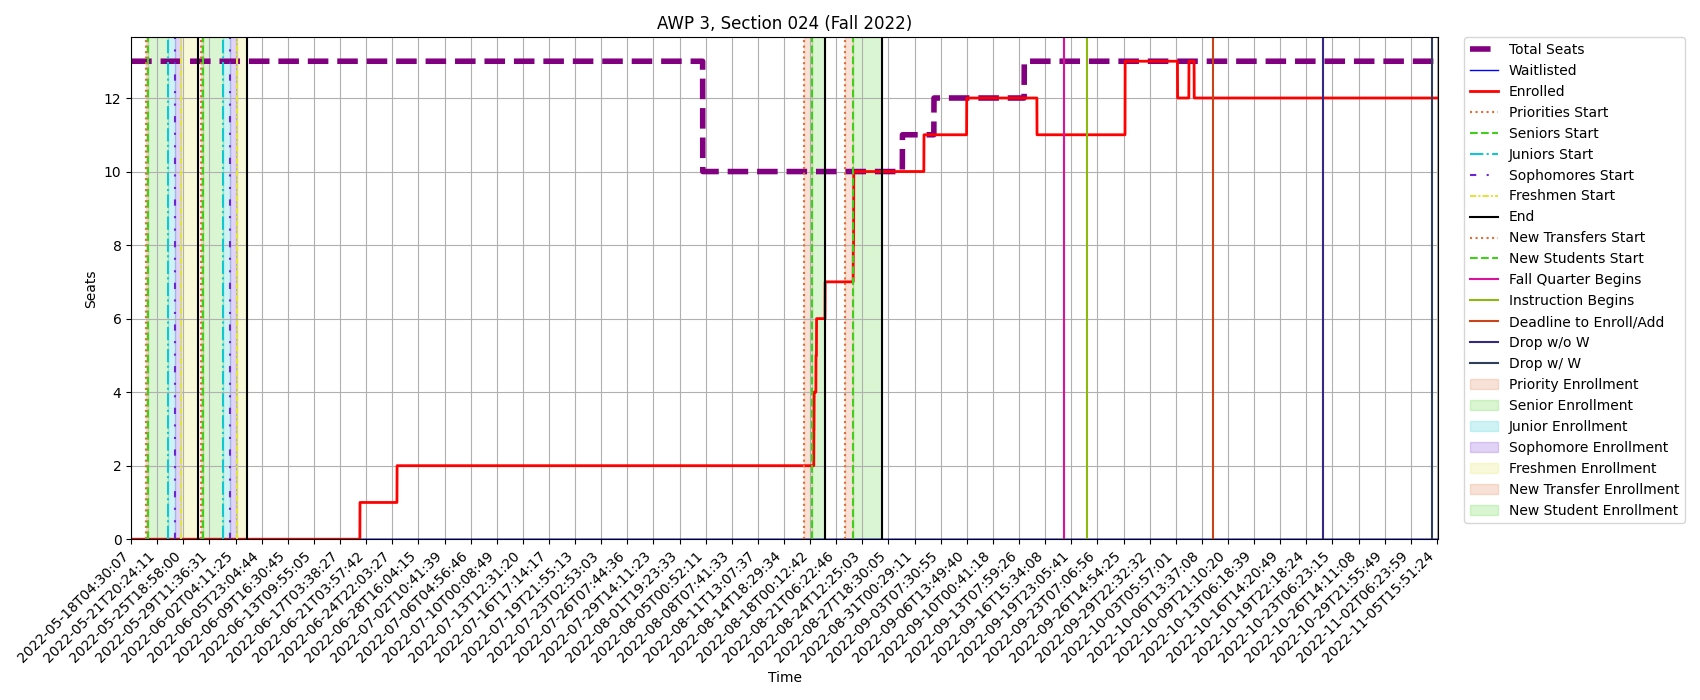 AWP 3, Section 024 (Fall 2022)
Seats
12
10
8
6
4
2
0
2022-05-18T04:30:07
2022-05-21T20:24:11
2022-05-25T18:58:00
2022-05-29T11:36:31
2022-06-02T04:11:25
2022-06-05T23:04:44
2022-06-09T16:30:45
2022-06-13T09:55:05
2022-06-17T03:38:27
2022-06-21T03:57:42
2022-06-24T22:03:27
2022-06-28T16:04:15
2022-07-02T10:41:39
2022-07-06T04:56:46
2022-07-10T00:08:49
2022-07-13T12:31:20
2022-07-16T17:14:17
2022-07-19T21:55:13
2022-07-23T02:53:03
2022-07-26T07:44:36
2022-07-29T14:11:23
2022-08-01T19:23:33
2022-08-05T00:52:11
2022-08-08T07:41:33
2022-08-11T13:07:37
2022-08-14T18:29:34
2022-08-18T00:12:42
2022-08-21T06:22:46
2022-08-24T12:25:03
2022-08-27T18:30:05
2022-08-31T00:29:11
2022-09-03T07:30:55
2022-09-06T13:49:40
2022-09-10T00:41:18
2022-09-13T07:59:26
2022-09-16T15:34:08
2022-09-19T23:05:41
2022-09-23T07:06:56
2022-09-26T14:54:25
2022-09-29T22:32:32
2022-10-03T05:57:01
2022-10-06T13:37:08
2022-10-09T21:10:20
2022-10-13T06:18:39
2022-10-16T14:20:49
2022-10-19T22:18:24
2022-10-23T06:23:15
2022-10-26T14:11:08
2022-10-29T21:55:49
2022-11-02T06:23:59
2022-11-05T15:51:24
Time
Total Seats
Waitlisted
Enrolled
Priorities Start
Seniors Start
Juniors Start
Sophomores Start
Freshmen Start
End
New Transfers Start
New Students Start
Fall Quarter Begins
Instruction Begins
Deadline to Enroll/Add
Drop w/o W
Drop w/ W
Priority Enrollment
Senior Enrollment
Junior Enrollment
Sophomore Enrollment
Freshmen Enrollment
New Transfer Enrollment
New Student Enrollment